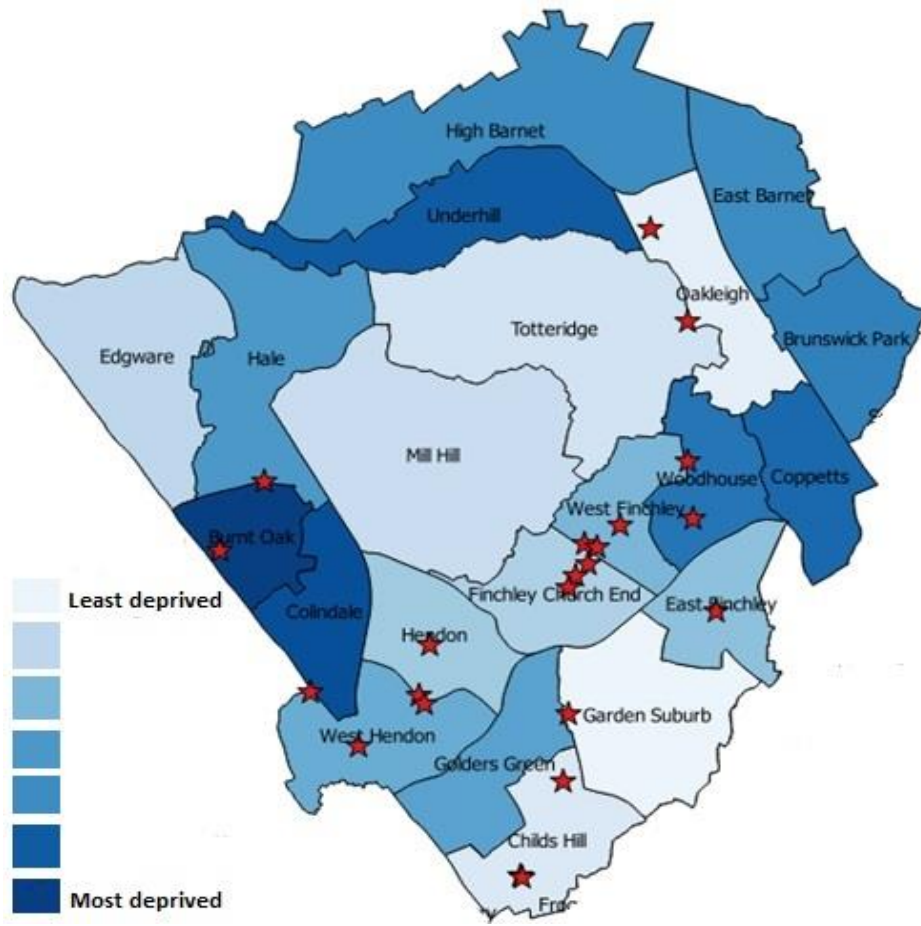 High Barnet
East Barnet
Underhill
Oakleigh
Totteridge
Brunswick Park
Edgware
Hale
Mill Hill
Woodhouse
Coppetts
West Finchley
Burnt Oak
Least deprived
Finchley Church End
East Finchley
Colindale
Hendon
Garden Suburb
West Hendon
Golders Green
Childs Hill
Most deprived